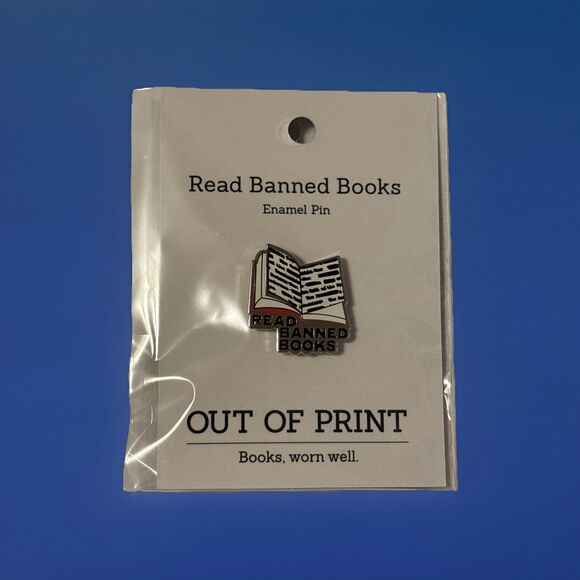 Read Banned Books
Enamel Pin
READ
BANNED
BOOKS
OUT OF PRINT
Books, worn well.